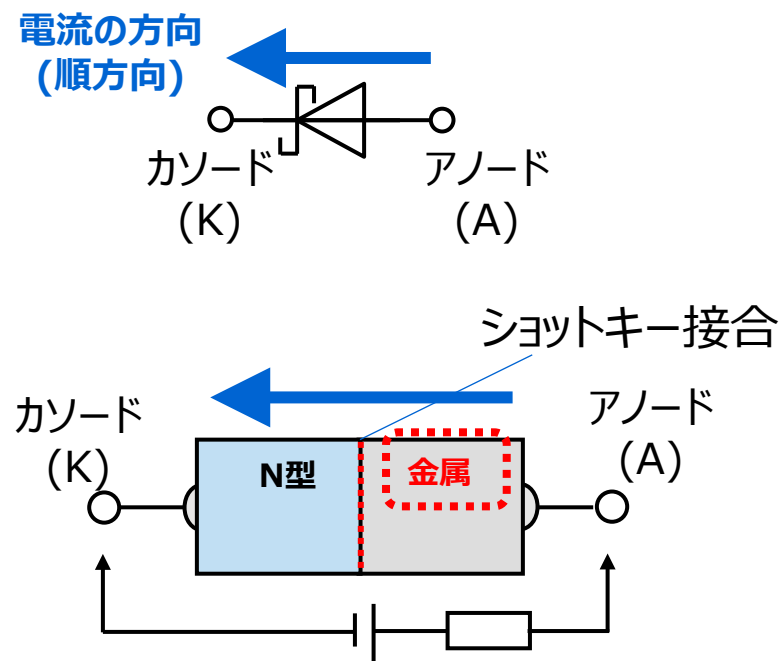 電流の方向
(順方向)
カソード
(K)
アノード
(A)
ショットキー接合
カソード
(K)
アノード
(A)
N型
金属